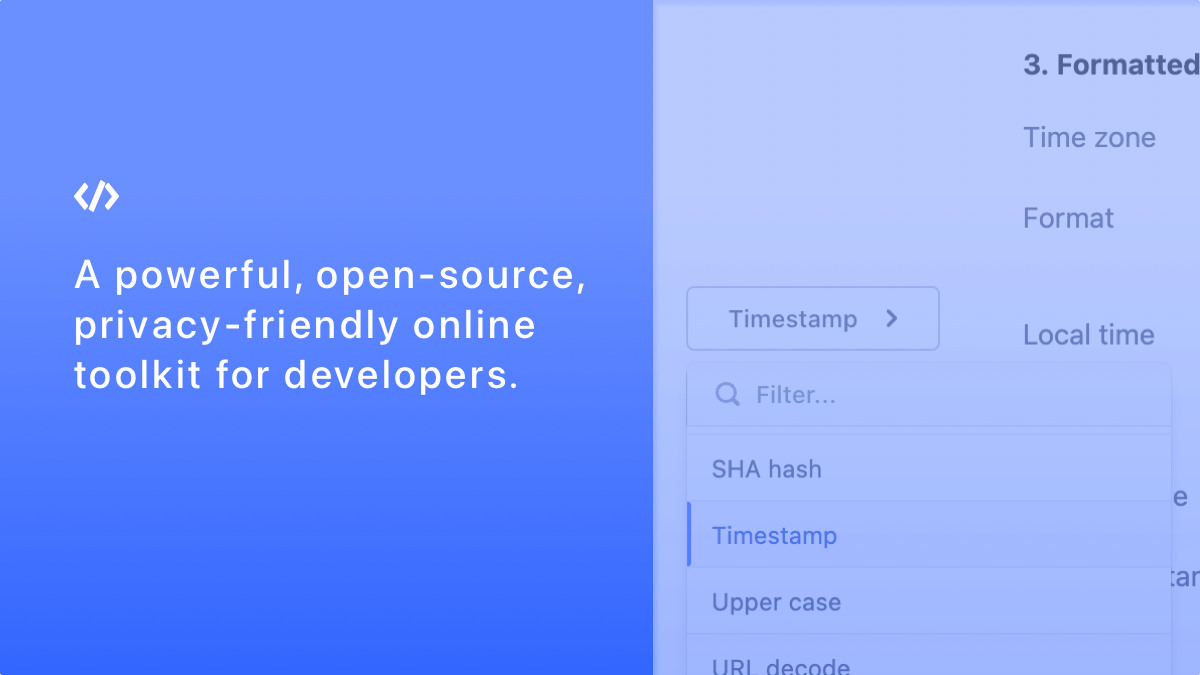 A powerful, open-source,
privacy-friendly online
toolkit for developers.
3. Formatted
Time zone
Format
Timestamp
Local time
Filter...
SHA hash
Timestamp
Upper case
URL decode